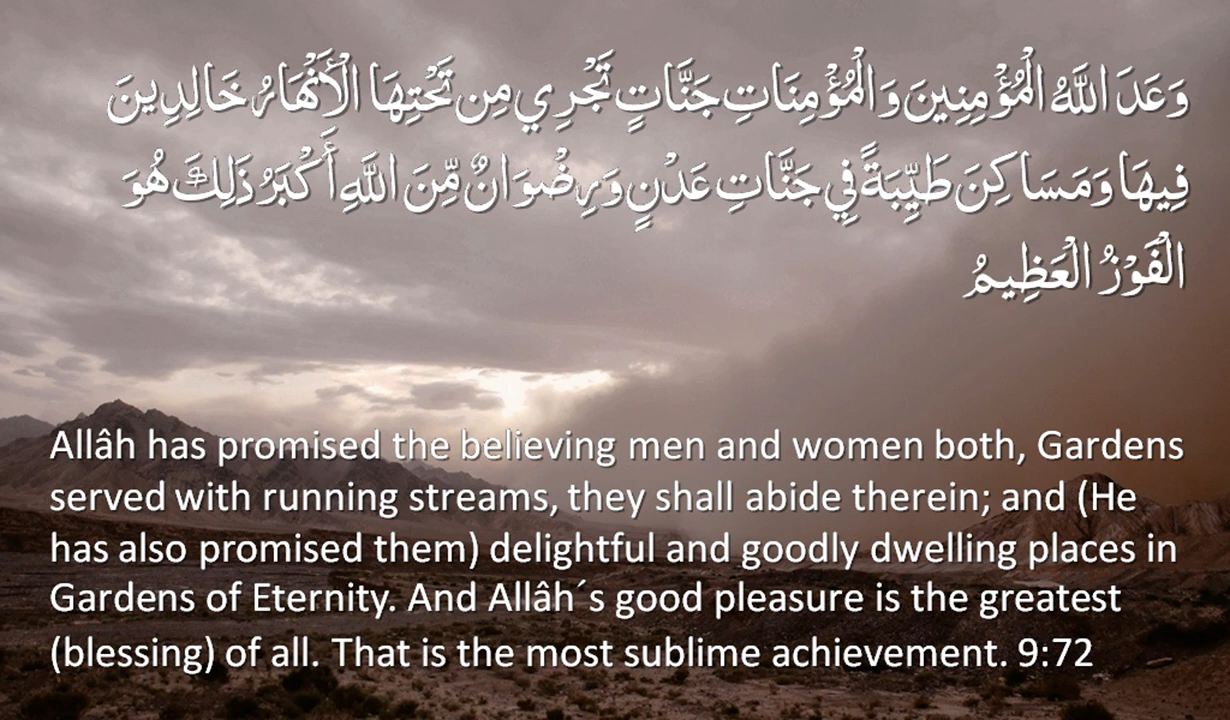 وَعَدَ اللَّهُ الْمُؤْمِنِينَ وَالْمُؤْمِنَاتِ جَنَّاتٍ تَجْرِي مِن تَحْتِهَا الْأَنْهَارُ خَالِدِينَ
فِيهَا وَمَسَاكِنَ طَيِّبَةً فِي جَنَّاتِ عَدْنٍ وَرِضْوَانٌ مِّنَ اللَّهِ أَكْبَرُ ذَلِكَ هُوَ
الْفَوْزُ الْعَظِيمُ
Allâh has promised the believing men and women both, Gardens
served with running streams, they shall abide therein; and (He
has also promised them) delightful and goodly dwelling places in
Gardens of Eternity. And Allâh´s good pleasure is the greatest
(blessing) of all. That is the most sublime achievement. 9:72